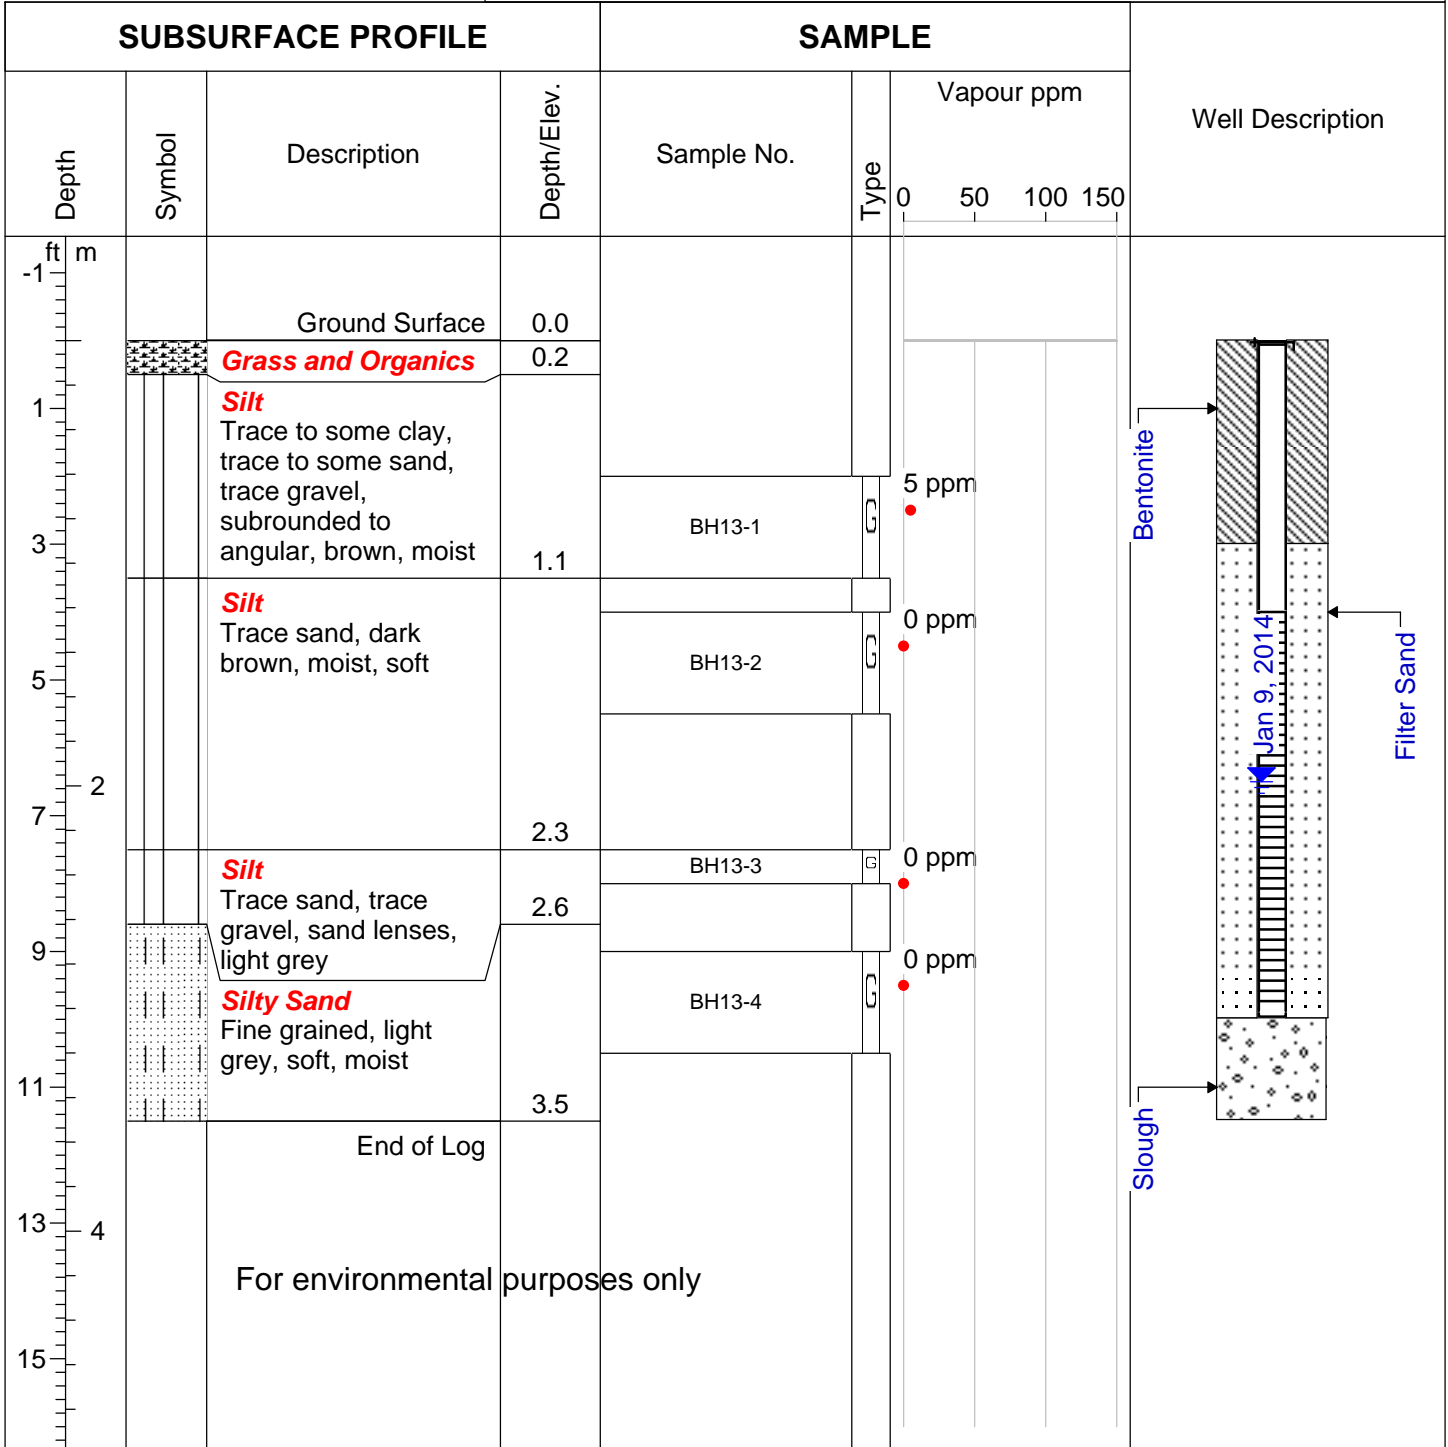 SUBSURFACE PROFILE
SAMPLE
Depth
Symbol
Description
Depth/Elev.
Sample No.
Type
Vapour ppm
0 50 100 150
Well Description
ft m
-1
Ground Surface 0.0
Grass and Organics 0.2
Silt
1
Trace to some clay,
trace to some sand,
trace gravel,
subrounded to
angular, brown, moist
1.1
3
BH13-1
G
5 ppm
Bentonite
Silt
Trace sand, dark
brown, moist, soft
5
BH13-2
G
0 ppm
Jan 9, 2014
Filter Sand
2
7
2.3
Silt
Trace sand, trace
gravel, sand lenses,
light grey
2.6
BH13-3
G
0 ppm
9
Silty Sand
Fine grained, light
grey, soft, moist
BH13-4
G
0 ppm
11
3.5
End of Log
Slough
13
4
For environmental purposes only
15